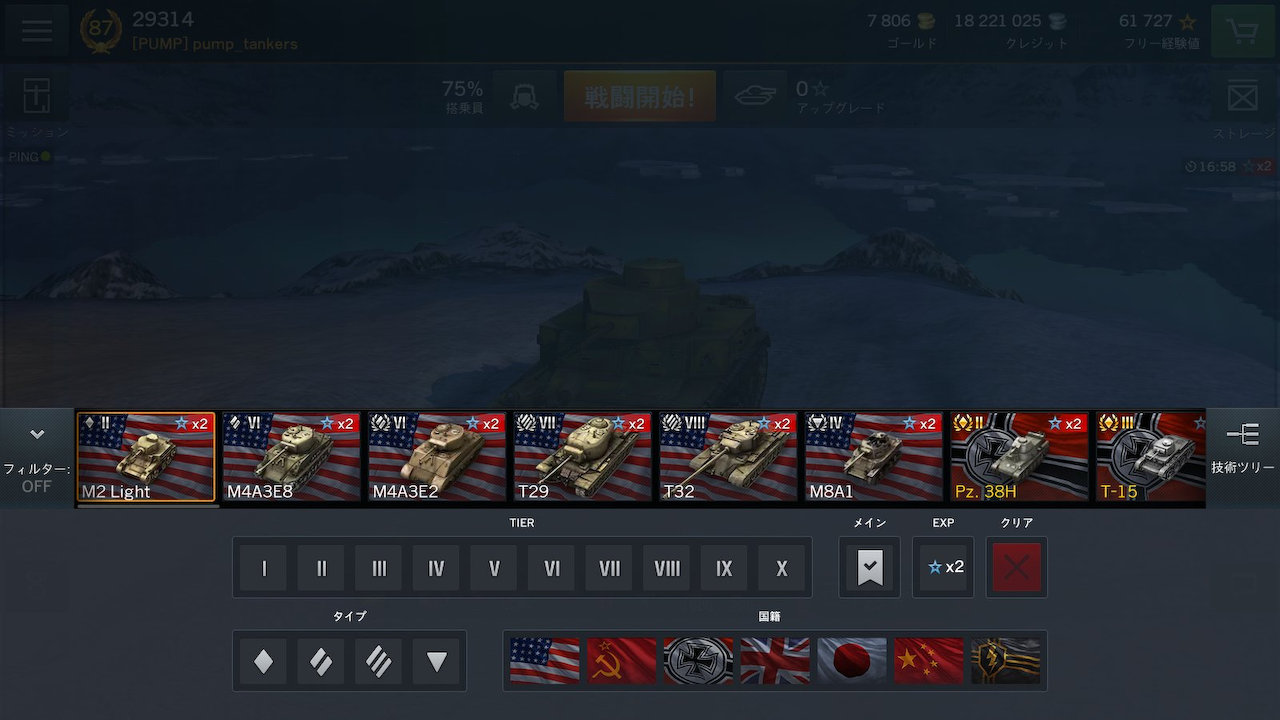 87
29314
[PUMP] pump_tankers
7 806
ゴールド
18 221 025
クレジット
61 727
フリー経験値
75%
搭乗員
戦闘開始!
0
アップグレード
ミッション
ストレージ
PING
16:58 x2
II x2
M2 Light
VI x2
M4A3E8
VI x2
M4A3E2
VII x2
T29
VIII x2
T32
IV x2
M8A1
II x2
Pz. 38H
III
T-15
フィルター:
OFF
技術ツリー
TIER
I II III IV V VI VII VIII IX X
メイン
EXP
x2
クリア
タイプ
国籍